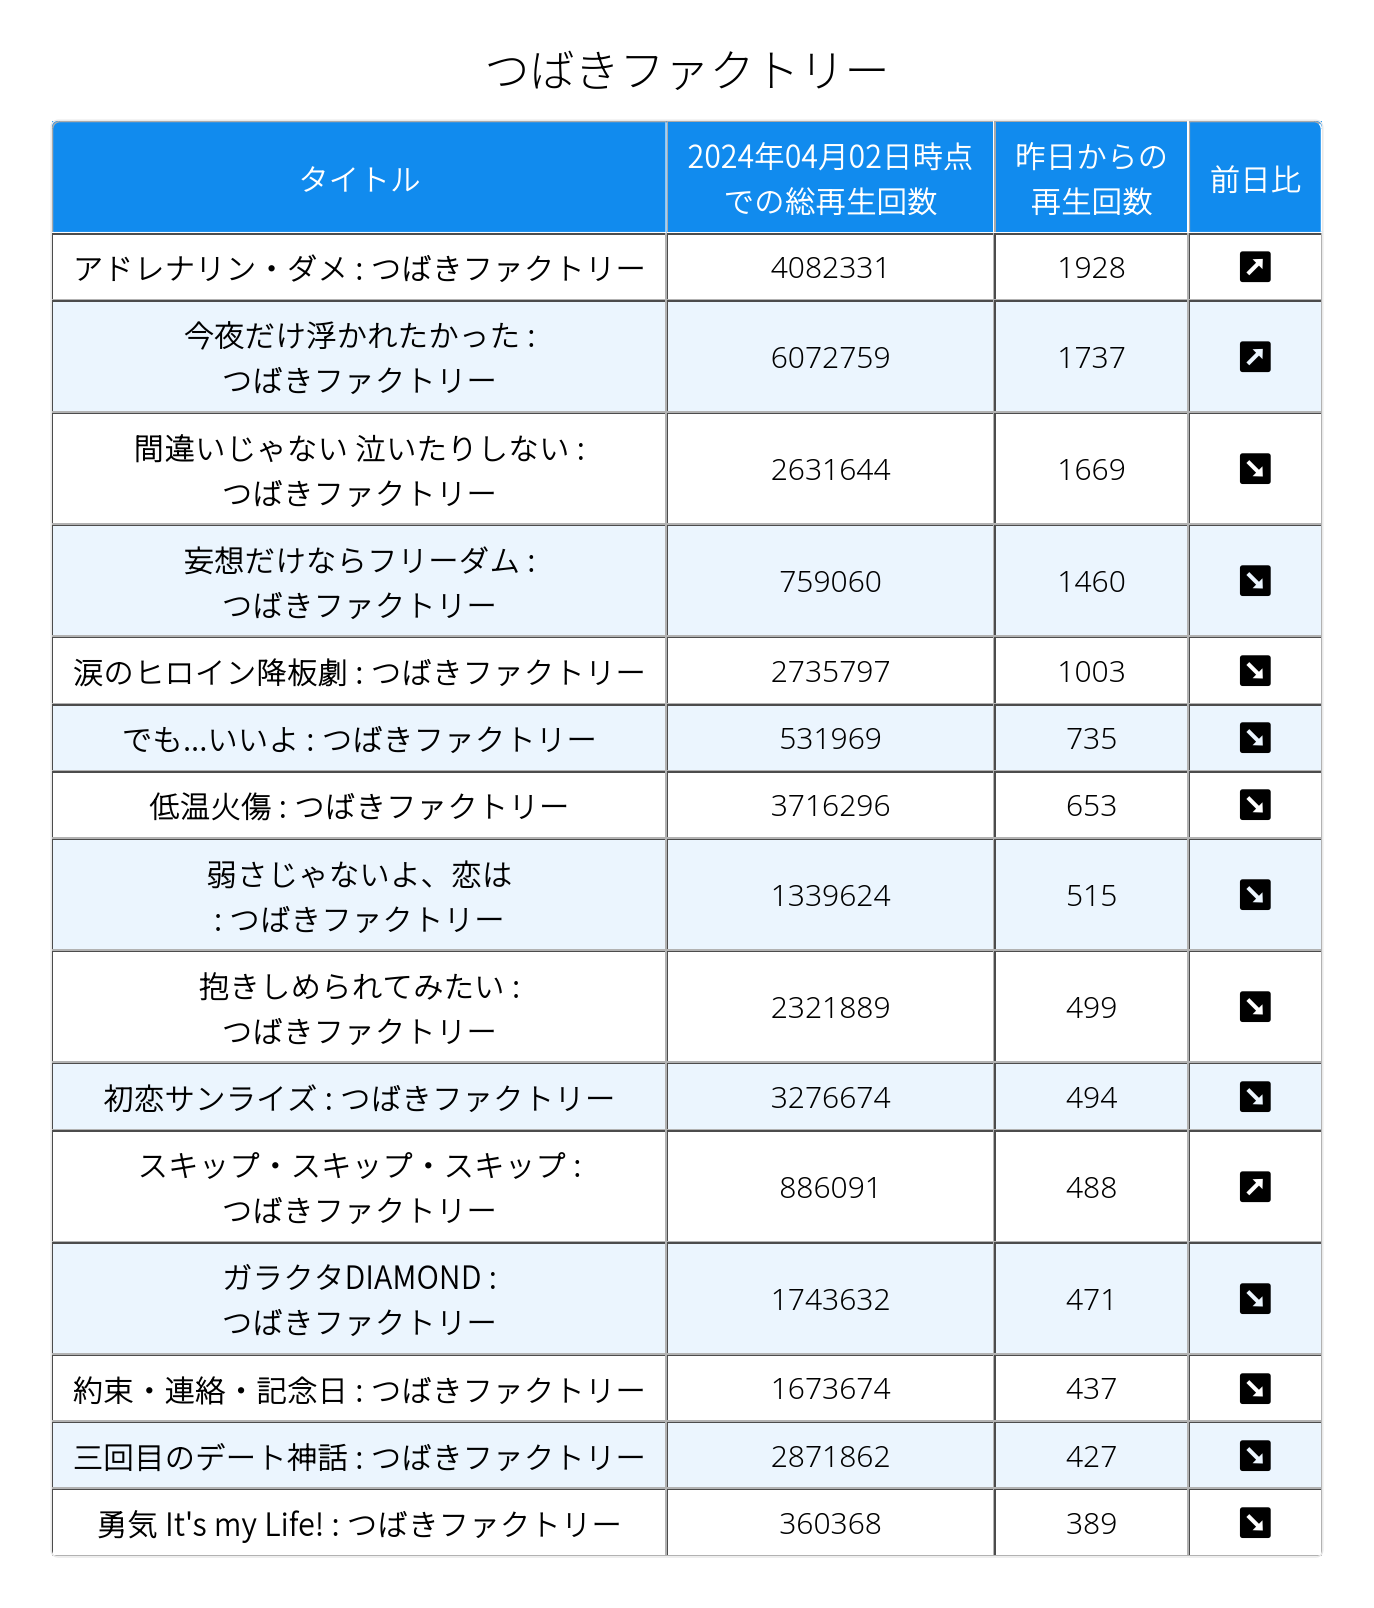 つばきファクトリー
タイトル
2024年04月02日時点
での総再生回数
昨日からの
再生回数
前日比
アドレナリン・ダメ : つばきファクトリー
4082331
1928
今夜だけ浮かれたかった :
つばきファクトリー
6072759
1737
間違いじゃない 泣いたりしない :
つばきファクトリー
2631644
1669
妄想だけならフリーダム :
つばきファクトリー
759060
1460
涙のヒロイン降板劇 : つばきファクトリー
2735797
1003
でも...いいよ : つばきファクトリー
531969
735
低温火傷 : つばきファクトリー
3716296
653
弱さじゃないよ、恋は
: つばきファクトリー
1339624
515
抱きしめられてみたい :
つばきファクトリー
2321889
499
初恋サンライズ : つばきファクトリー
3276674
494
スキップ・スキップ・スキップ :
つばきファクトリー
886091
488
ガラクタDIAMOND :
つばきファクトリー
1743632
471
約束・連絡・記念日 : つばきファクトリー
1673674
437
三回目のデート神話 : つばきファクトリー
2871862
427
勇気 It's my Life! : つばきファクトリー
360368
389